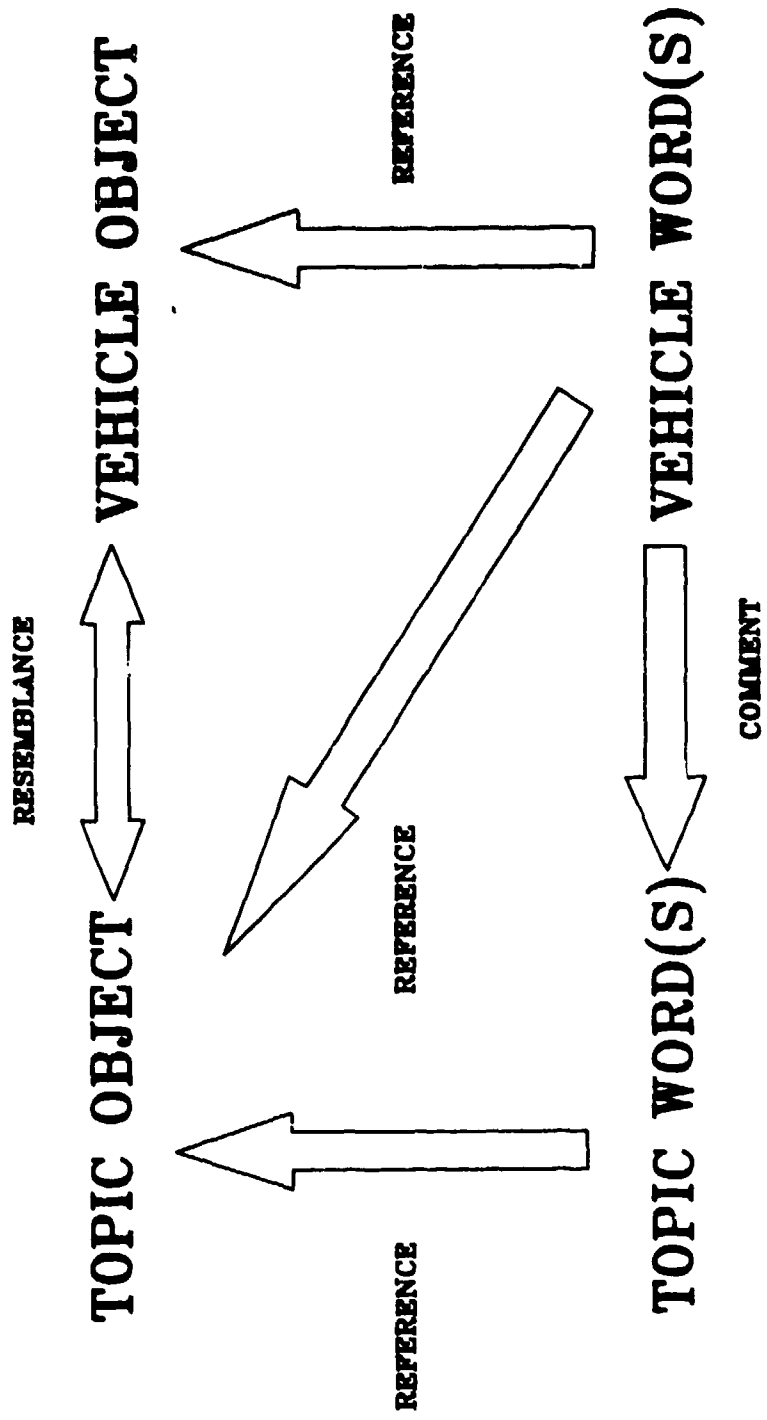 RESEMBLANCE
TOPIC OBJECT
VEHICLE OBJECT
REFERENCE
REFERENCE
REFERENCE
TOPIC WORD(S)
VEHICLE WORD(S)
COMMENT